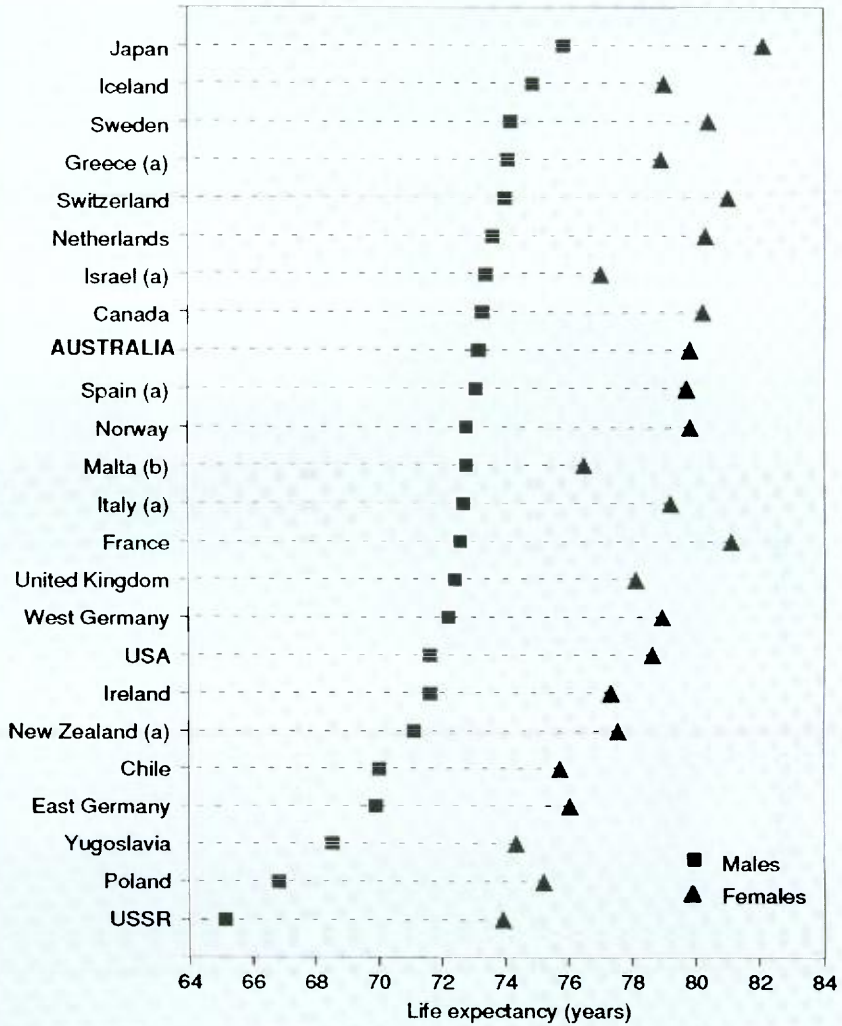 Japan
Iceland
Sweden
Greece (a)
Switzerland
Netherlands
Israel (a)
Canada
AUSTRALIA
Spain (a)
Norway
Malta (b)
Italy (a)
France
United Kingdom
West Germany
USA
Ireland
New Zealand (a)
Chile
East Germany
Yugoslavia
Poland
USSR
Males
Females
64 66 68 70 72 74 76 78 80 82 84
Life expectancy (years)